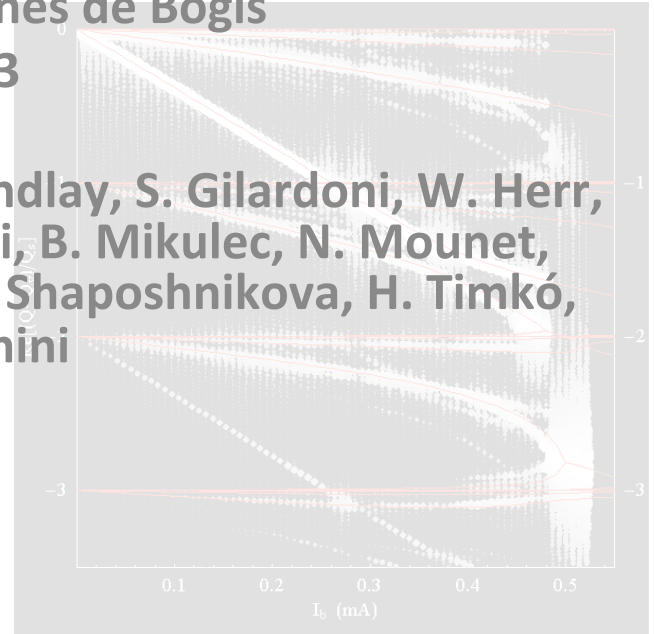 nes de Bogis
3
ndlay, S. Gilardoni, W. Herr,
i, B. Mikulec, N. Mounet,
Shaposhnikova, H. Timkó,
nini
0
−1
−2
−3
−3
0.1 0.2 0.3 0.4 0.5
I_b (mA)